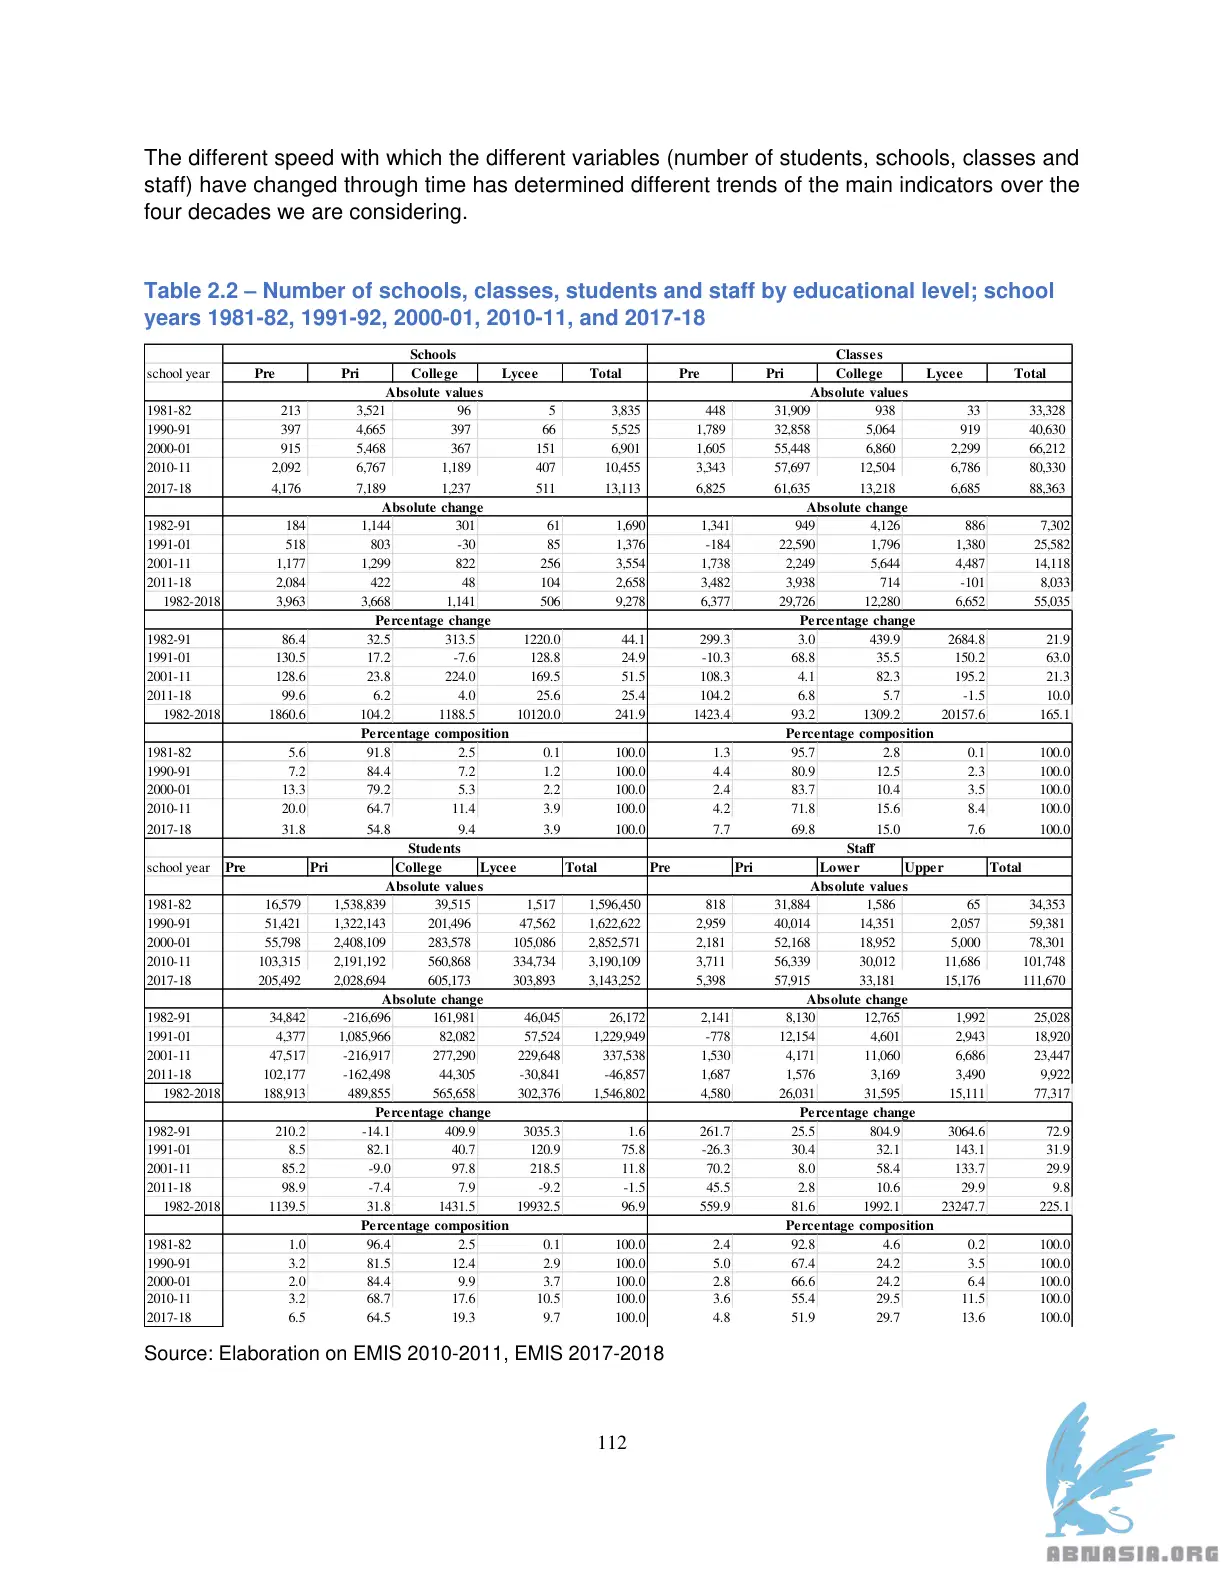 The different speed with which the different variables (number of students, schools, classes and
staff) have changed through time has determined different trends of the main indicators over the
four decades we are considering.
Table 2.2 – Number of schools, classes, students and staff by educational level; school
years 1981-82, 1991-92, 2000-01, 2010-11, and 2017-18
Schools Classes
school year Pre Pri College Lycee Total Pre Pri College Lycee Total
Absolute values Absolute values
1981-82 213 3,521 96 5 3,835 448 31,909 938 33 33,328
1990-91 397 4,665 397 66 5,525 1,789 32,858 5,064 919 40,630
2000-01 915 5,468 367 151 6,901 1,605 55,448 6,860 2,299 66,212
2010-11 2,092 6,767 1,189 407 10,455 3,343 57,697 12,504 6,786 80,330
2017-18 4,176 7,189 1,237 511 13,113 6,825 61,635 13,218 6,685 88,363
Absolute change Absolute change
1982-91 184 1,144 301 61 1,690 1,341 949 4,126 886 7,302
1991-01 518 803 -30 85 1,376 -184 22,590 1,796 1,380 25,582
2001-11 1,177 1,299 822 256 3,554 1,738 2,249 5,644 4,487 14,118
2011-18 2,084 422 48 104 2,658 3,482 3,938 714 -101 8,033
1982-2018 3,963 3,668 1,141 506 9,278 6,377 29,726 12,280 6,652 55,035
Percentage change Percentage change
1982-91 86.4 32.5 313.5 1220.0 44.1 299.3 3.0 439.9 2684.8 21.9
1991-01 130.5 17.2 -7.6 128.8 24.9 -10.3 68.8 35.5 150.2 63.0
2001-11 128.6 23.8 224.0 169.5 51.5 108.3 4.1 82.3 195.2 21.3
2011-18 99.6 6.2 4.0 25.6 25.4 104.2 6.8 5.7 -1.5 10.0
1982-2018 1860.6 104.2 1188.5 10120.0 241.9 1423.4 93.2 1309.2 20157.6 165.1
Percentage composition Percentage composition
1981-82 5.6 91.8 2.5 0.1 100.0 1.3 95.7 2.8 0.1 100.0
1990-91 7.2 84.4 7.2 1.2 100.0 4.4 80.9 12.5 2.3 100.0
2000-01 13.3 79.2 5.3 2.2 100.0 2.4 83.7 10.4 3.5 100.0
2010-11 20.0 64.7 11.4 3.9 100.0 4.2 71.8 15.6 8.4 100.0
2017-18 31.8 54.8 9.4 3.9 100.0 7.7 69.8 15.0 7.6 100.0
Students Staff
school year Pre Pri College Lycee Total Pre Pri Lower Upper Total
Absolute values Absolute values
1981-82 16,579 1,538,839 39,515 1,517 1,596,450 818 31,884 1,586 65 34,353
1990-91 51,421 1,322,143 201,496 47,562 1,622,622 2,959 40,014 14,351 2,057 59,381
2000-01 55,798 2,408,109 283,578 105,086 2,852,571 2,181 52,168 18,952 5,000 78,301
2010-11 103,315 2,191,192 560,868 334,734 3,190,109 3,711 56,339 30,012 11,686 101,748
2017-18 205,492 2,028,694 605,173 303,893 3,143,252 5,398 57,915 33,181 15,176 111,670
Absolute change Absolute change
1982-91 34,842 -216,696 161,981 46,045 26,172 2,141 8,130 12,765 1,992 25,028
1991-01 4,377 1,085,966 82,082 57,524 1,229,949 -778 12,154 4,601 2,943 18,920
2001-11 47,517 -216,917 277,290 229,648 337,538 1,530 4,171 11,060 6,686 23,447
2011-18 102,177 -162,498 44,305 -30,841 -46,857 1,687 1,576 3,169 3,490 9,922
1982-2018 188,913 489,855 565,658 302,376 1,546,802 4,580 26,031 31,595 15,111 77,317
Percentage change Percentage change
1982-91 210.2 -14.1 409.9 3035.3 1.6 261.7 25.5 804.9 3064.6 72.9
1991-01 8.5 82.1 40.7 120.9 75.8 -26.3 30.4 32.1 143.1 31.9
2001-11 85.2 -9.0 97.8 218.5 11.8 70.2 8.0 58.4 133.7 29.9
2011-18 98.9 -7.4 7.9 -9.2 -1.5 45.5 2.8 10.6 29.9 9.8
1982-2018 1139.5 31.8 1431.5 19932.5 96.9 559.9 81.6 1992.1 23247.7 225.1
Percentage composition Percentage composition
1981-82 1.0 96.4 2.5 0.1 100.0 2.4 92.8 4.6 0.2 100.0
1990-91 3.2 81.5 12.4 2.9 100.0 5.0 67.4 24.2 3.5 100.0
2000-01 2.0 84.4 9.9 3.7 100.0 2.8 66.6 24.2 6.4 100.0
2010-11 3.2 68.7 17.6 10.5 100.0 3.6 55.4 29.5 11.5 100.0
2017-18 6.5 64.5 19.3 9.7 100.0 4.8 51.9 29.7 13.6 100.0
Source: Elaboration on EMIS 2010-2011, EMIS 2017-2018
112
ABNASIA.ORG